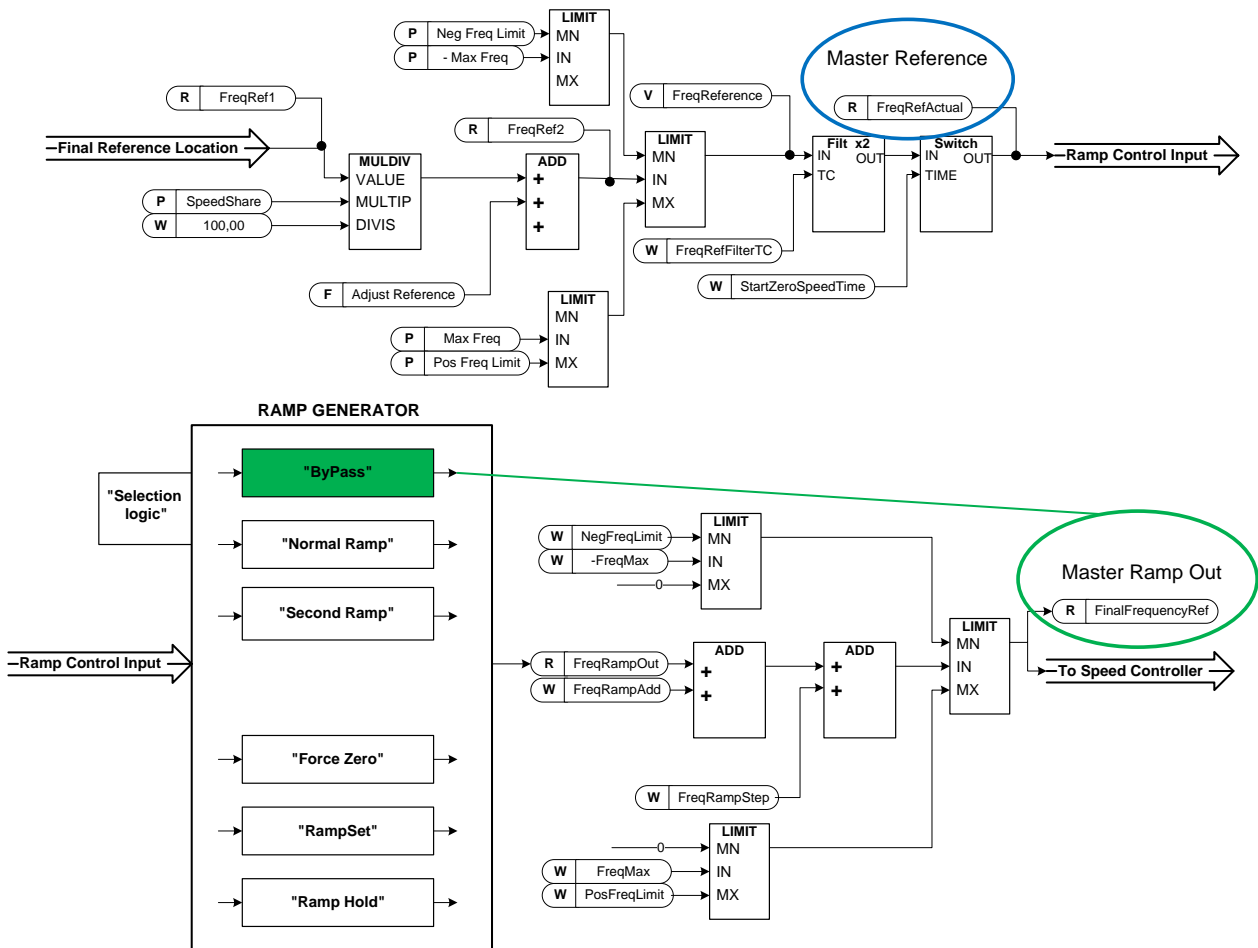 LIMIT
P Neg Freq Limit MN
P - Max Freq IN
MX
Master Reference
R FreqRef1
V FreqReference
R FreqRefActual
R FreqRef2
Final Reference Location
LIMIT
MN
IN
MX
Filt x2
IN OUT
TC
Switch
IN OUT
TIME
Ramp Control Input
MULDIV
VALUE
MULTIP
DIVIS
ADD
+
+
+
P SpeedShare
W 100,00
W FreqRefFilterTC
W StartZeroSpeedTime
F Adjust Reference
LIMIT
MN
P Max Freq IN
P Pos Freq Limit MX
RAMP GENERATOR
"Selection
logic"
"ByPass"
"Normal Ramp"
"Second Ramp"
"Force Zero"
"RampSet"
"Ramp Hold"
Ramp Control Input
LIMIT
W NegFreqLimit MN
W -FreqMax IN
0 MX
Master Ramp Out
R FinalFrequencyRef
LIMIT
MN
IN
MX
To Speed Controller
R FreqRampOut
W FreqRampAdd
ADD
+
+
ADD
+
+
W FreqRampStep
LIMIT
0 MN
W FreqMax IN
W PosFreqLimit MX